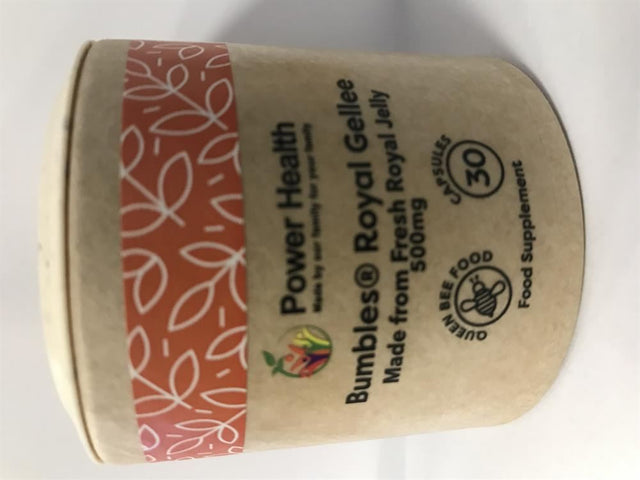 Power Health
Made by our family for your family
Bumbles® Royal Gellee
Made from Fresh Royal Jelly
500mg
QUEEN BEE FOOD
CAPSULES
30
Food Supplement